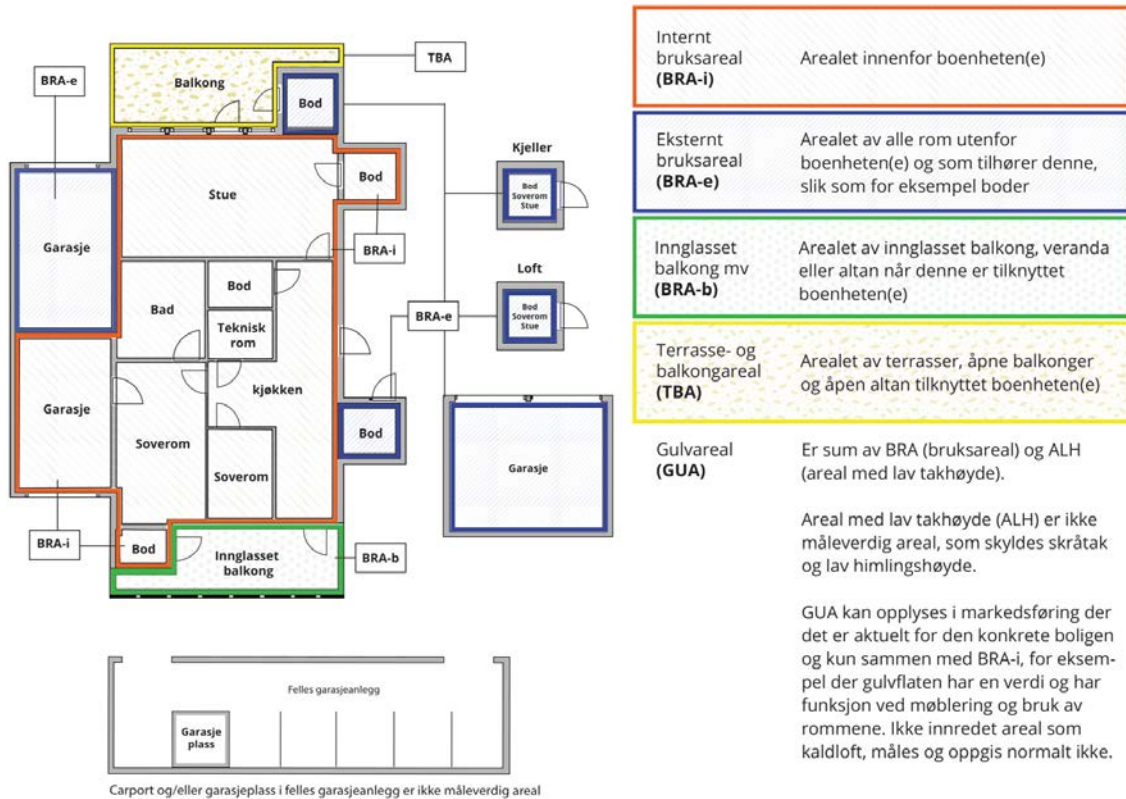 TBA
BRA-e
Balkong
Bod
Kjeller
Bod
Soverom
Stue
Stue
Bod
Garasje
BRA-i
Loft
Bod
Bad
BRA-e
Bod
Soverom
Stue
Teknisk
rom
Garasje
kjøkken
Soverom
Bod
Garasje
Soverom
BRA-i
Bod
Innglasset
balkong
BRA-b
Felles garasjeanlegg
Garasje
plass
Carport og/eller garasjeplass i felles garasjeanlegg er ikke måleverdig areal
Internt
bruksareal
(BRA-i)
Arealet innenfor boenheten(e)
Eksternt
bruksareal
(BRA-e)
Arealet av alle rom utenfor
boenheten(e) og som tilhører denne,
slik som for eksempel boder
Innglasset
balkong mv
(BRA-b)
Arealet av innglasset balkong, veranda
eller altan når denne er tilknyttet
boenheten(e)
Terrasse- og
balkongareal
(TBA)
Arealet av terrasser, åpne balkonger
og åpen altan tilknyttet boenheten(e)
Gulvareal
(GUA)
Er sum av BRA (bruksareal) og ALH
(areal med lav takhøyde).
Areal med lav takhøyde (ALH) er ikke
måleverdig areal, som skyldes skråtak
og lav himlingshøyde.
GUA kan opplyses i markedsføring der
det er aktuelt for den konkrete boligen
og kun sammen med BRA-i, for eksem-
pel der gulvflaten har en verdi og har
funksjon ved møblering og bruk av
rommene. Ikke innredet areal som
kaldloft, måles og oppgis normalt ikke.